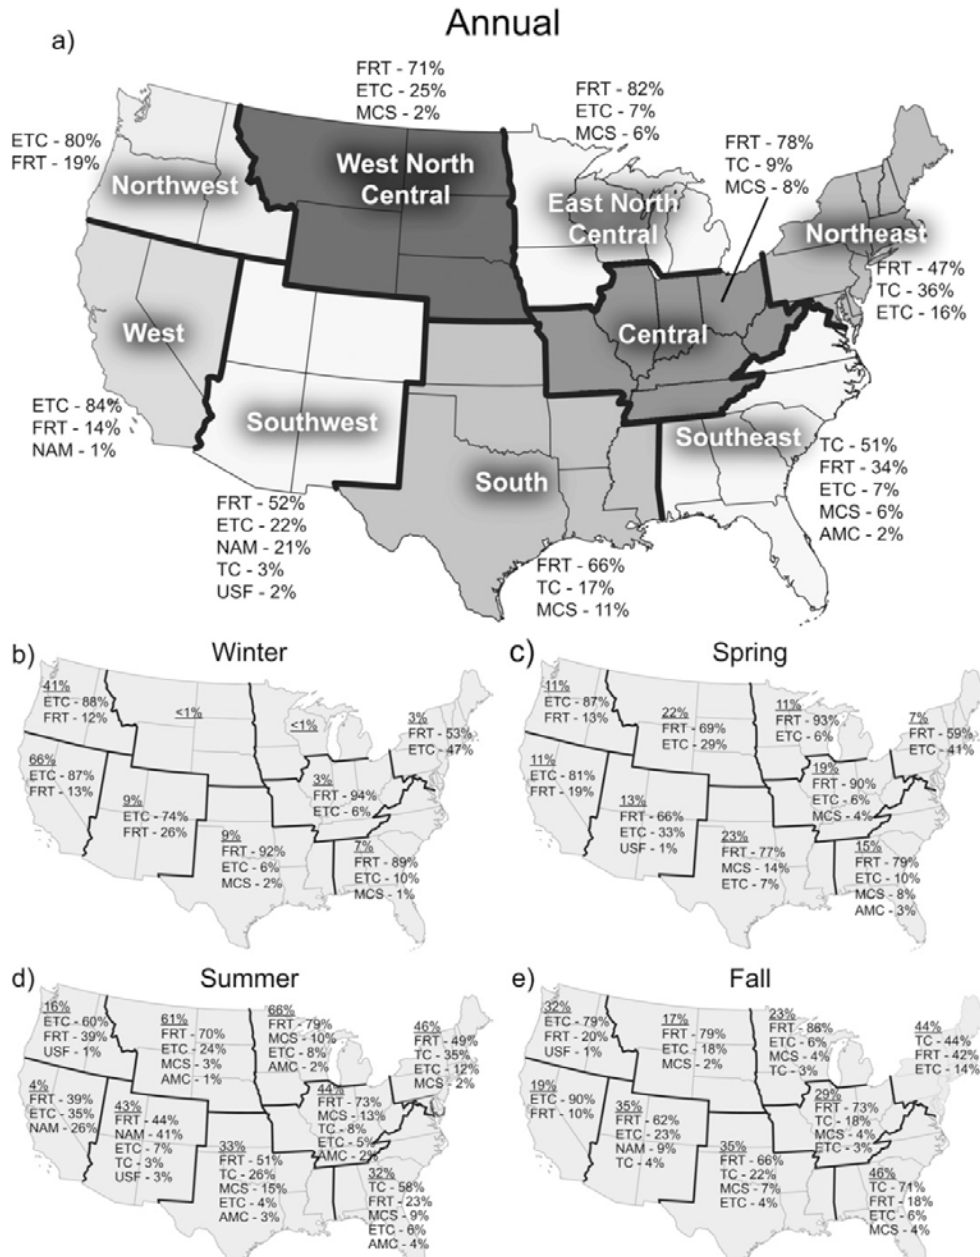 Annual
a)
FRT - 71%
ETC - 25%
MCS - 2%
FRT - 82%
ETC - 7%
MCS - 6%
FRT - 78%
TC - 9%
MCS - 8%
ETC - 80%
FRT - 19%
Northwest
West North
Central
East North
Central
Northeast
FRT - 47%
TC - 36%
ETC - 16%
West
Central
ETC - 84%
FRT - 14%
NAM - 1%
Southwest
South
Southeast
TC - 51%
FRT - 34%
ETC - 7%
MCS - 6%
AMC - 2%
FRT - 52%
ETC - 22%
NAM - 21%
TC - 3%
USF - 2%
FRT - 66%
TC - 17%
MCS - 11%
b)
Winter
41%
ETC - 88%
FRT - 12%
<1%
<1%
3%
FRT - 53%
ETC - 47%
66%
ETC - 87%
FRT - 13%
9%
ETC - 74%
FRT - 26%
3%
FRT - 94%
ETC - 6%
9%
FRT - 92%
ETC - 6%
MCS - 2%
7%
FRT - 89%
ETC - 10%
MCS - 1%
c)
Spring
11%
ETC - 87%
FRT - 13%
22%
FRT - 69%
ETC - 29%
11%
FRT - 93%
ETC - 6%
7%
FRT - 59%
ETC - 41%
11%
ETC - 81%
FRT - 19%
13%
FRT - 66%
ETC - 33%
USF - 1%
19%
FRT - 90%
ETC - 6%
MCS - 4%
23%
FRT - 77%
MCS - 14%
ETC - 7%
15%
FRT - 79%
ETC - 10%
MCS - 8%
AMC - 3%
d)
Summer
16%
ETC - 60%
FRT - 39%
USF - 1%
61%
FRT - 70%
ETC - 24%
MCS - 3%
AMC - 1%
66%
FRT - 79%
MCS - 10%
ETC - 8%
AMC - 2%
46%
FRT - 49%
TC - 35%
ETC - 12%
MCS - 2%
4%
FRT - 39%
ETC - 35%
NAM - 26%
43%
FRT - 44%
NAM - 41%
ETC - 7%
TC - 3%
USF - 3%
44%
FRT - 73%
MCS - 13%
TC - 8%
ETC - 5%
AMC - 2%
33%
FRT - 51%
TC - 26%
MCS - 15%
ETC - 4%
AMC - 3%
32%
TC - 58%
FRT - 23%
MCS - 9%
ETC - 6%
AMC - 4%
e)
Fall
32%
ETC - 79%
FRT - 20%
USF - 1%
17%
FRT - 79%
ETC - 18%
MCS - 2%
23%
FRT - 86%
ETC - 6%
MCS - 4%
TC - 3%
44%
TC - 44%
FRT - 42%
ETC - 14%
19%
ETC - 90%
FRT - 10%
35%
FRT - 62%
ETC - 23%
NAM - 9%
TC - 4%
29%
FRT - 73%
TC - 18%
MCS - 4%
ETC - 3%
35%
FRT - 66%
TC - 22%
MCS - 7%
ETC - 4%
46%
TC - 71%
FRT - 18%
ETC - 6%
MCS - 4%